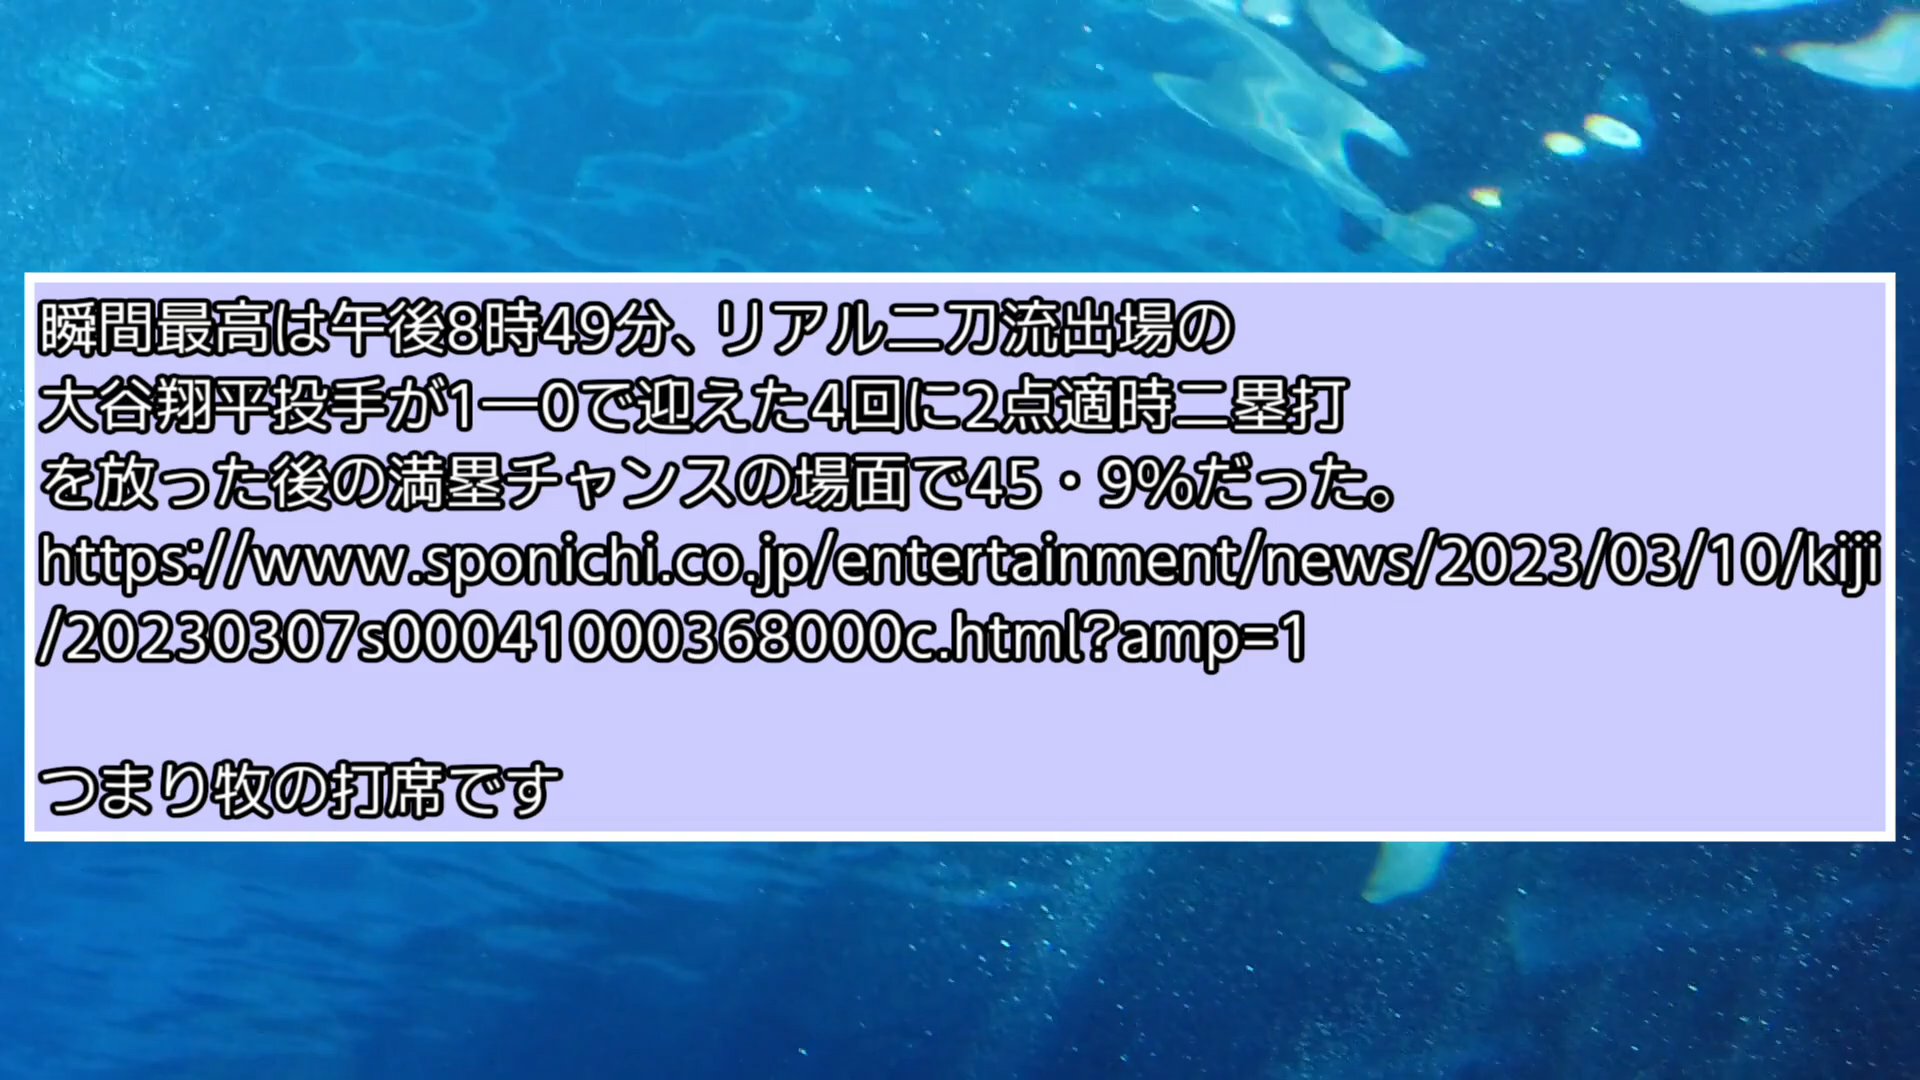 瞬間最高は午後8時49分、リアル二刀流出場の
大谷翔平投手が1―0で迎えた4回に2点適時二塁打
を放った後の満塁チャンスの場面で45・9%だった。
https://www.sponichi.co.jp/entertainment/news/2023/03/10/kiji
/20230307s00041000368000c.html?amp=1
つまり牧の打席です